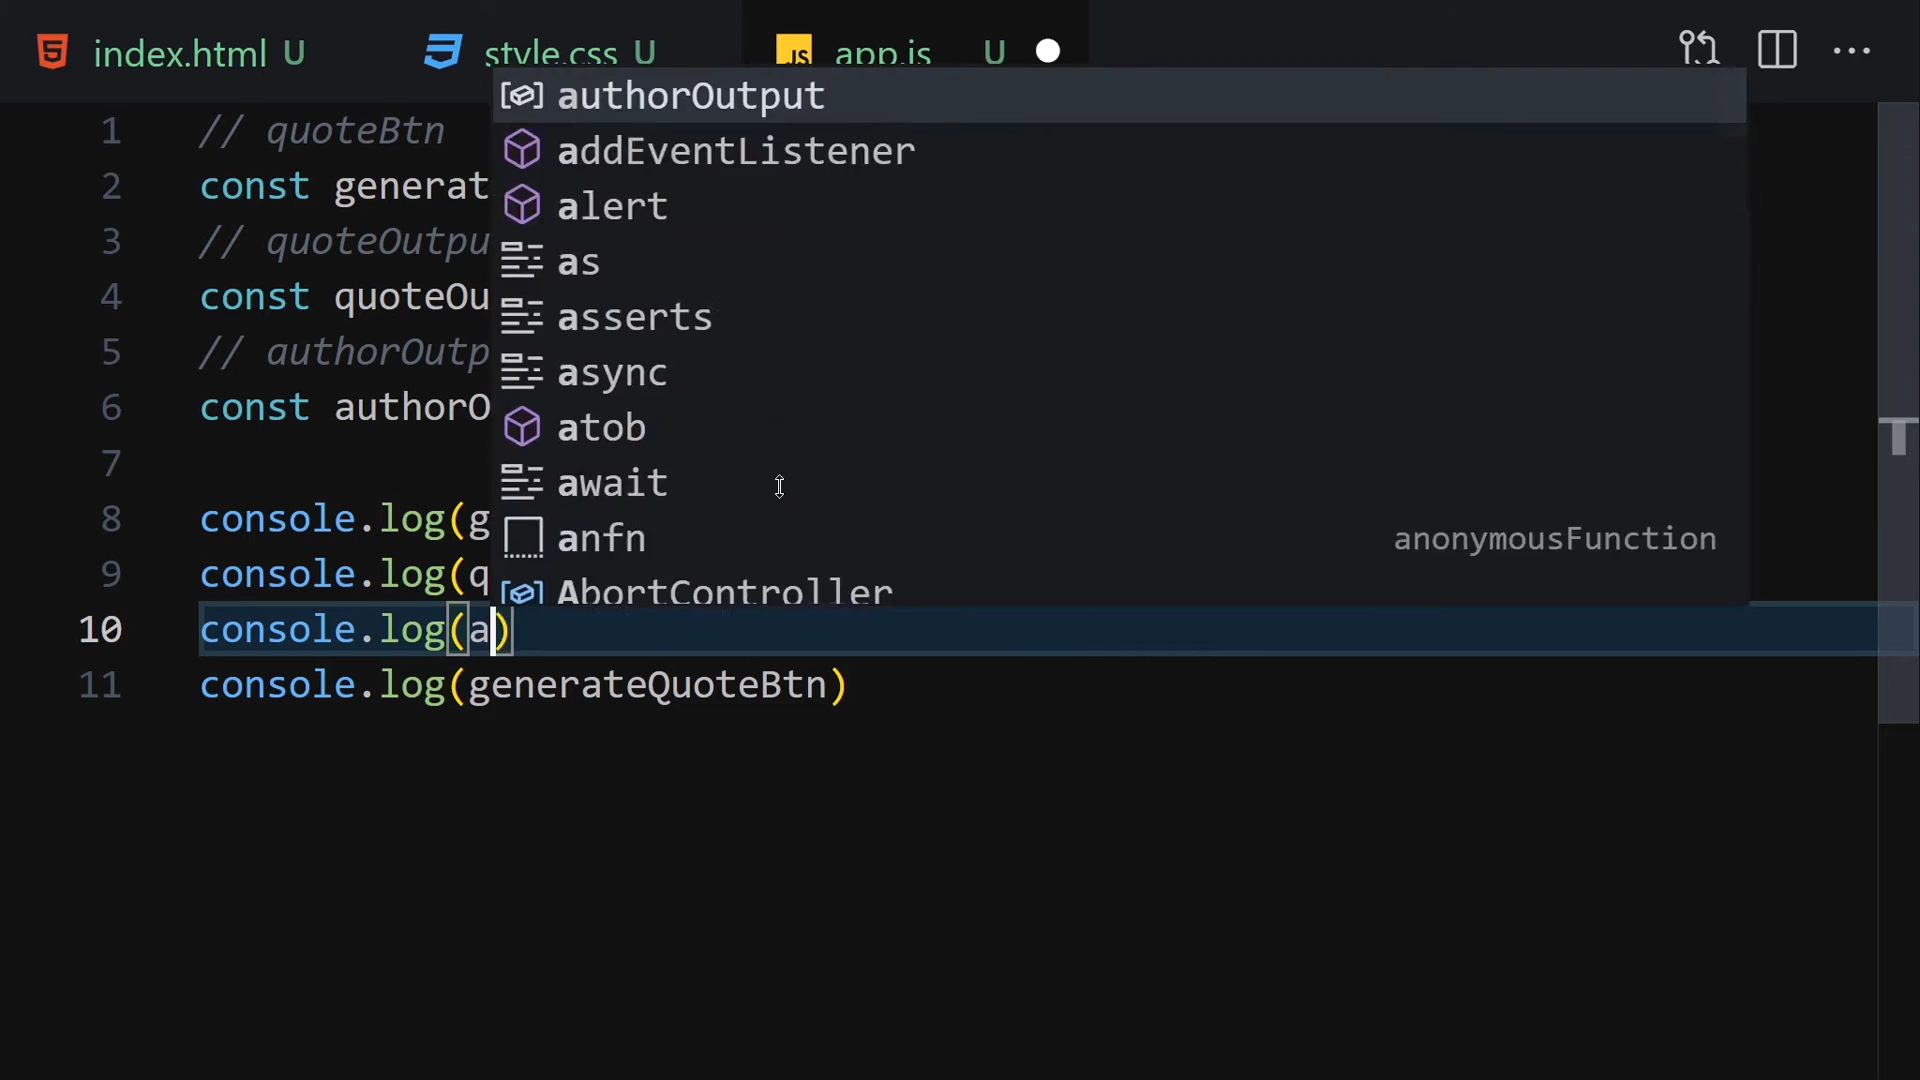 index.html U style.css U JS app.js U
1 // quoteBtn
2 const generat
3 // quoteOutpu
4 const quoteOu
5 // authorOutp
6 const authorO
7
8 console.log(g
9 console.log(q
10 console.log(a)
11 console.log(generateQuoteBtn)
authorOutput
addEventListener
alert
as
asserts
async
atob
await
anfn anonymousFunction
AbortController